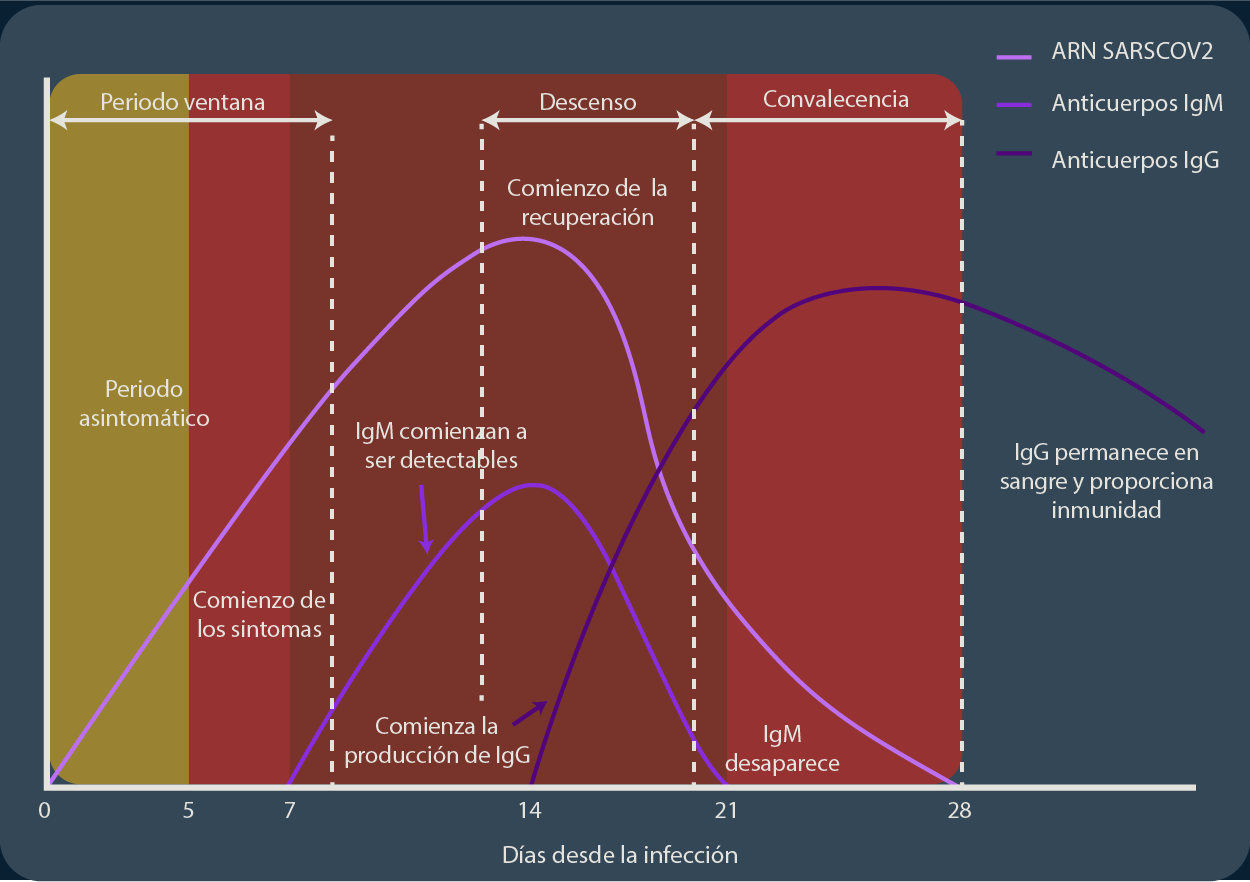 ARN SARSCOV2
Anticuerpos IgM
Anticuerpos IgG
Periodo ventana
Descenso
Convalecencia
Comienzo de la
recuperación
Periodo
asintomático
IgM comienzan a
ser detectables
IgG permanece en
sangre y proporciona
inmunidad
Comienzo de
los sintomas
Comienza la
producción de IgG
IgM
desaparece
0 5 7 14 21 28
Días desde la infección